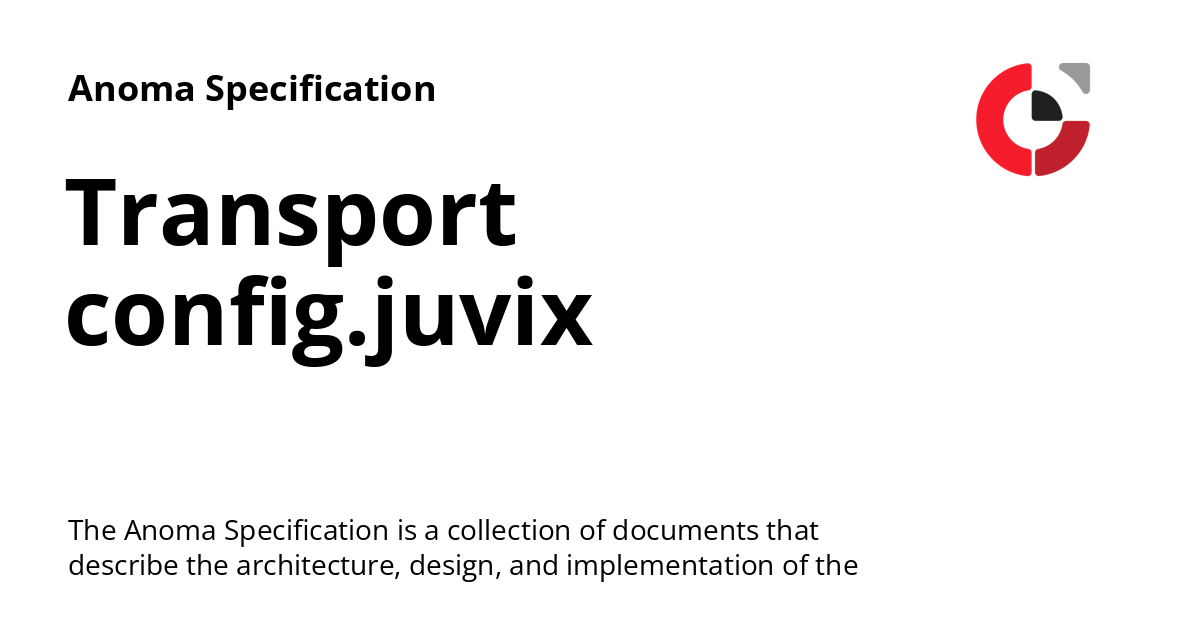 Anoma Specification
Transport
config.juvix
The Anoma Specification is a collection of documents that
describe the architecture, design, and implementation of the